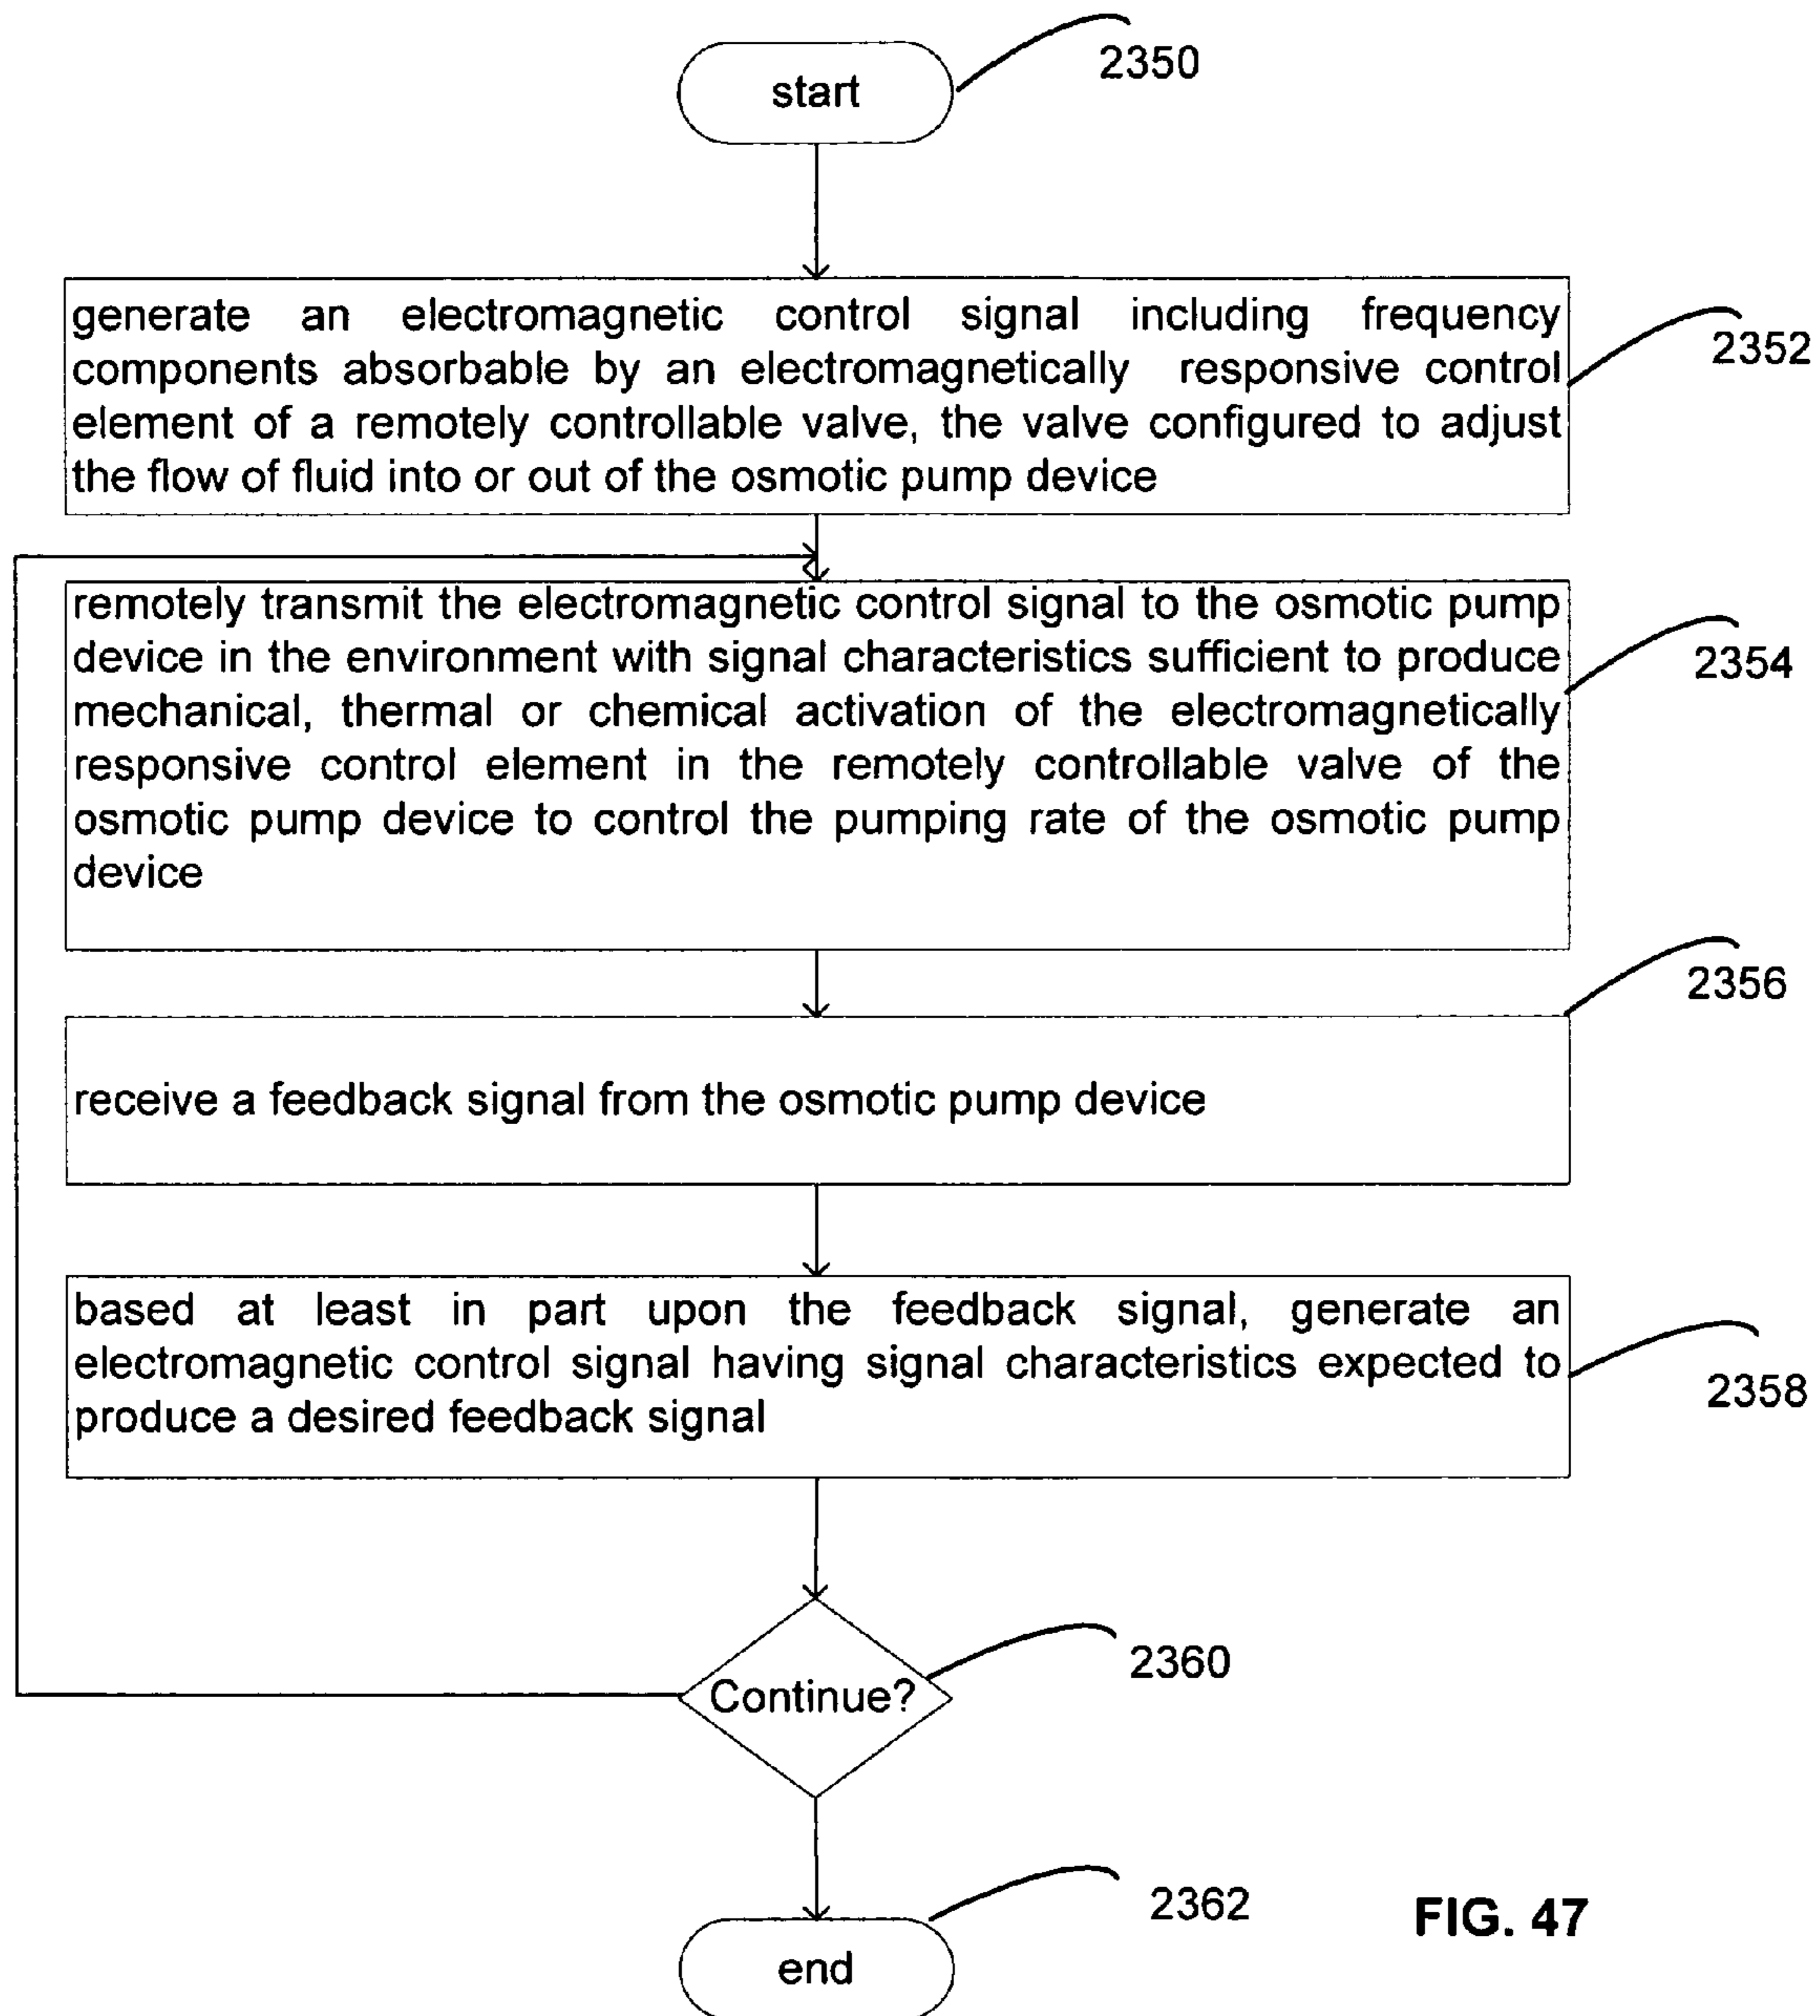 start
2350
generate an electromagnetic control signal including frequency
components absorbable by an electromagnetically responsive control
element of a remotely controllable valve, the valve configured to adjust
the flow of fluid into or out of the osmotic pump device
2352
remotely transmit the electromagnetic control signal to the osmotic pump
device in the environment with signal characteristics sufficient to produce
mechanical, thermal or chemical activation of the electromagnetically
responsive control element in the remotely controllable valve of the
osmotic pump device to control the pumping rate of the osmotic pump
device
2354
receive a feedback signal from the osmotic pump device
2356
based at least in part upon the feedback signal, generate an
electromagnetic control signal having signal characteristics expected to
produce a desired feedback signal
2358
Continue?
2360
end
2362
FIG. 47